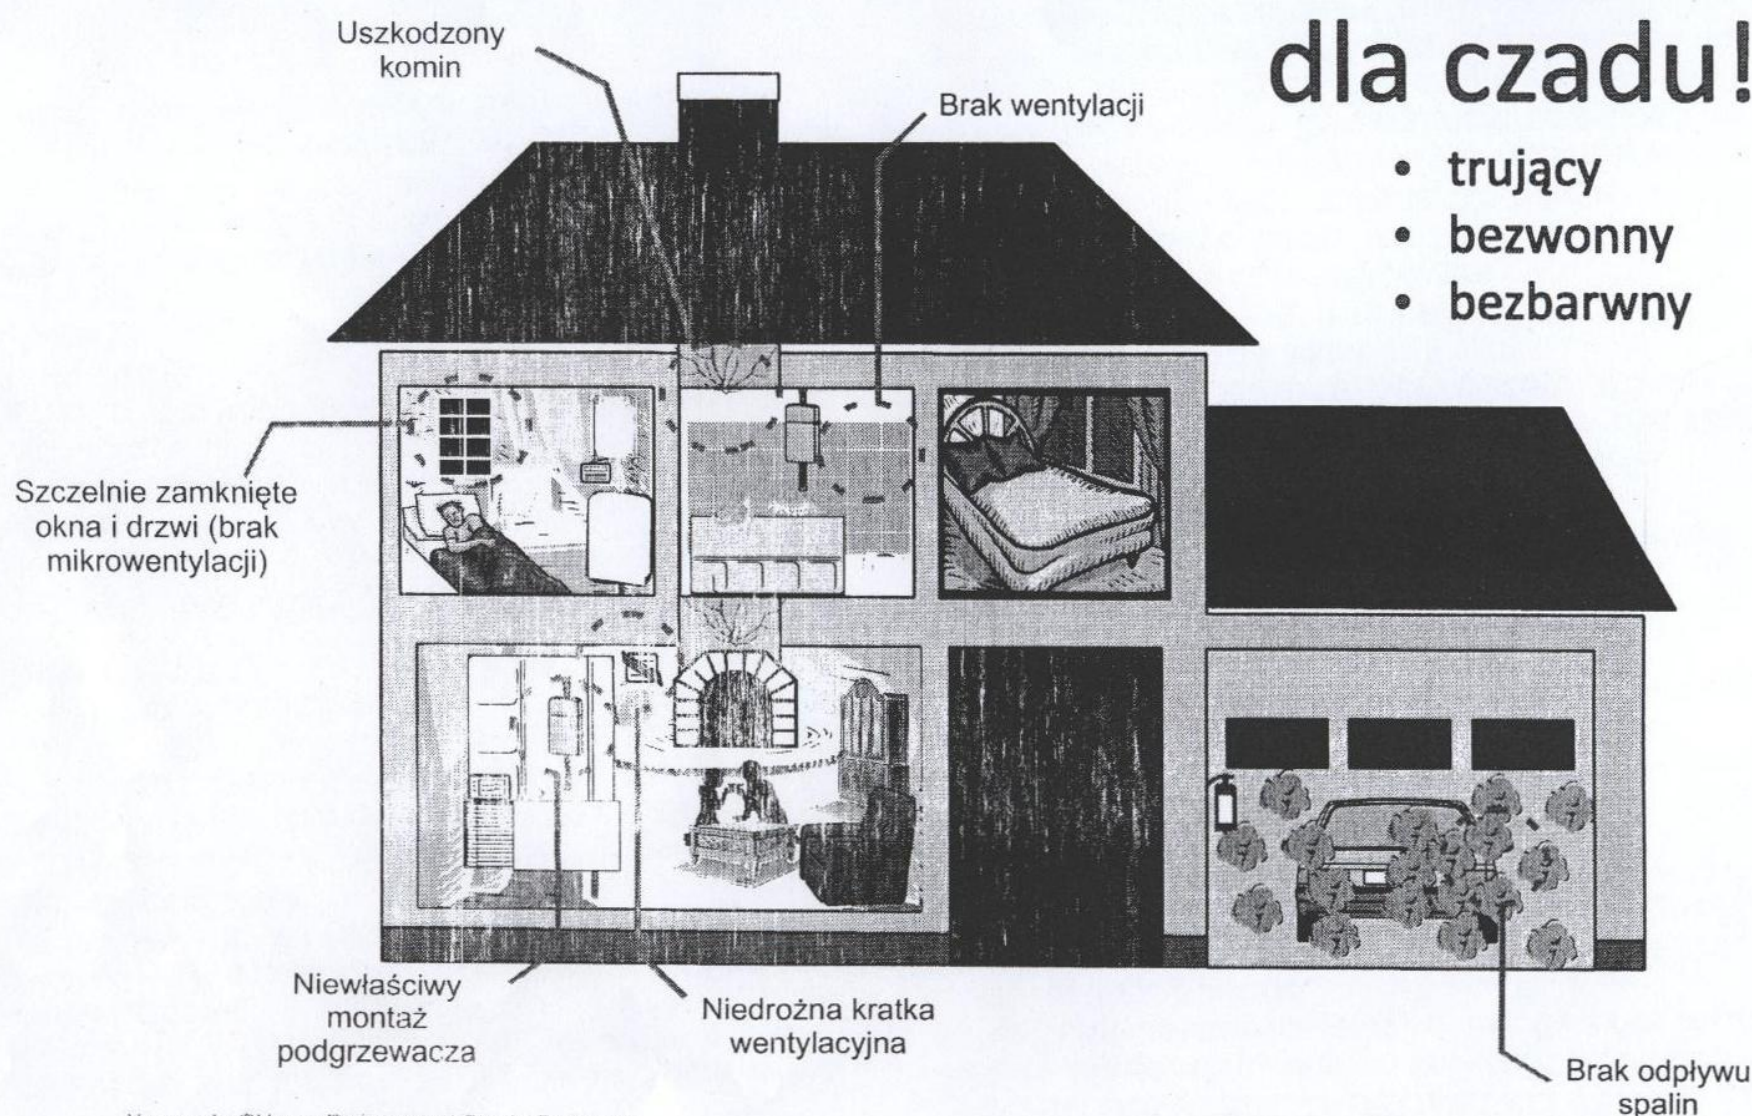 dla czadu!
• trujący
• bezwonny
• bezbarwny
Uszkodzony
komin
Brak wentylacji
Szczelnie zamknięte
okna i drzwi (brak
mikrowentylacji)
Niewłaściwy
montaż
podgrzewacza
Niedrożna kratka
wentylacyjna
Brak odpływu
spalin